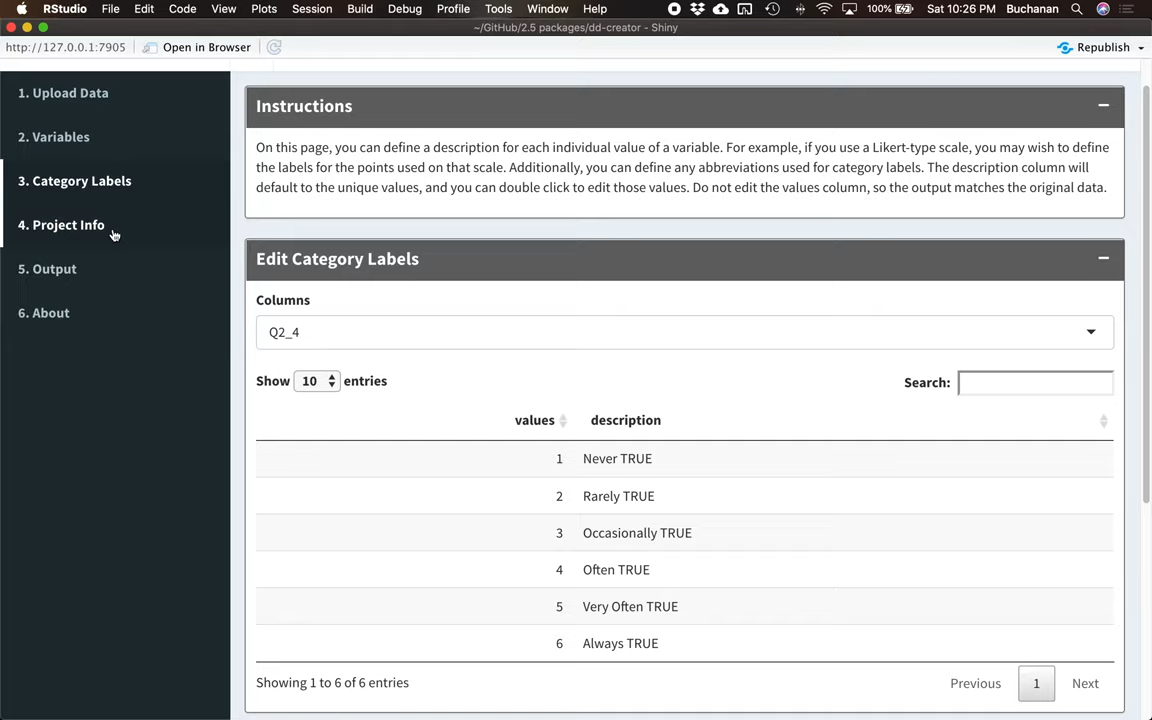 RStudio File Edit Code View Plots Session Build Debug Profile Tools Window Help 100% Sat 10:26 PM Buchanan
~/GitHub/2.5 packages/dd-creator - Shiny
http://127.0.0.1:7905 Open in Browser Republish
1. Upload Data
2. Variables
3. Category Labels
4. Project Info
5. Output
6. About
Instructions
On this page, you can define a description for each individual value of a variable. For example, if you use a Likert-type scale, you may wish to define
the labels for the points used on that scale. Additionally, you can define any abbreviations used for category labels. The description column will
default to the unique values, and you can double click to edit those values. Do not edit the values column, so the output matches the original data.
Edit Category Labels
Columns
Q2_4
Show 10 entries Search:
values description
1 Never TRUE
2 Rarely TRUE
3 Occasionally TRUE
4 Often TRUE
5 Very Often TRUE
6 Always TRUE
Showing 1 to 6 of 6 entries Previous 1 Next